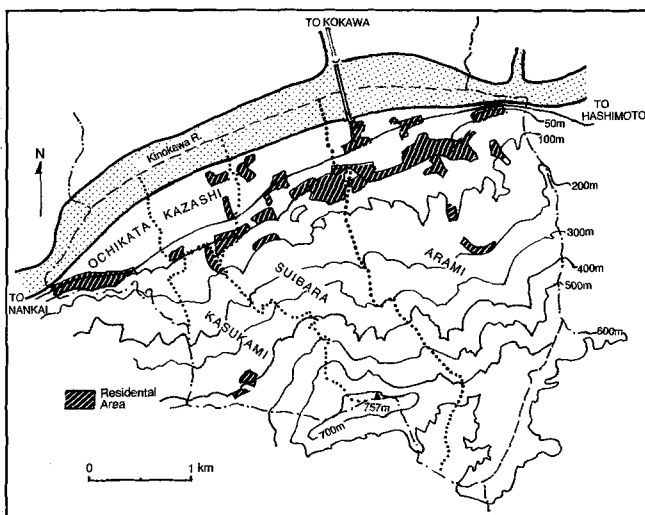 TO KOKAWA
TO
HASHIMOTO
Kinokawa R.
N
50m
100m
200m
300m
400m
500m
600m
OCHIKATA
KAZASHI
ARAMI
SUIBARA
KASUKAMI
TO
NANKAI
Residental
Area
757m
700m
0 1 km